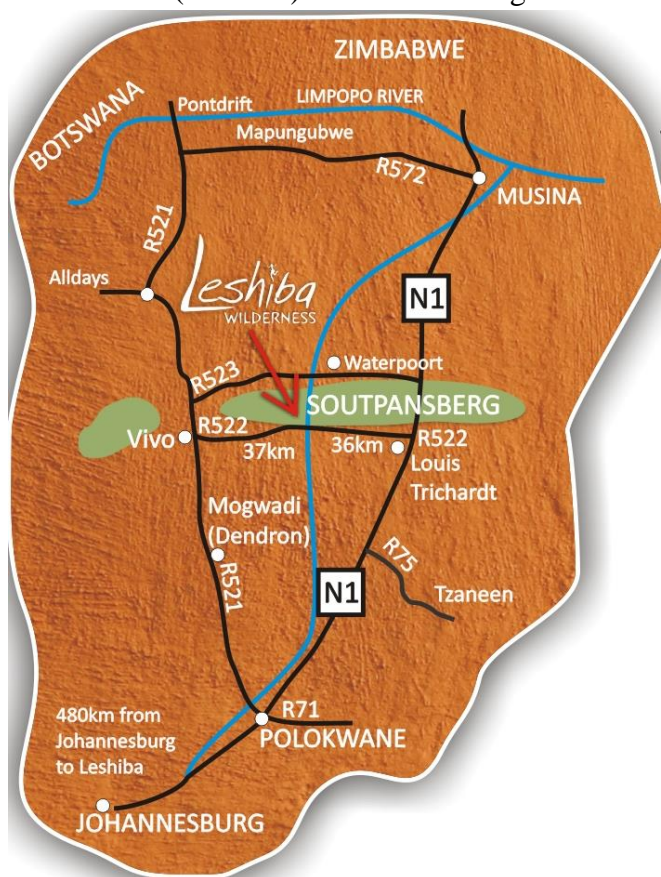 ZIMBABWE
BOTSWANA
Pontdrift
LIMPOPO RIVER
Mapungubwe
R572
MUSINA
R521
Alldays
Leshiba
WILDERNESS
N1
Waterpoort
R523
SOUTPANSBERG
Vivo
R522
37km
36km
R522
Louis
Trichardt
Mogwadi
(Dendron)
R521
N1
R75
Tzaneen
480km from
Johannesburg
to Leshiba
R71
POLOKWANE
JOHANNESBURG